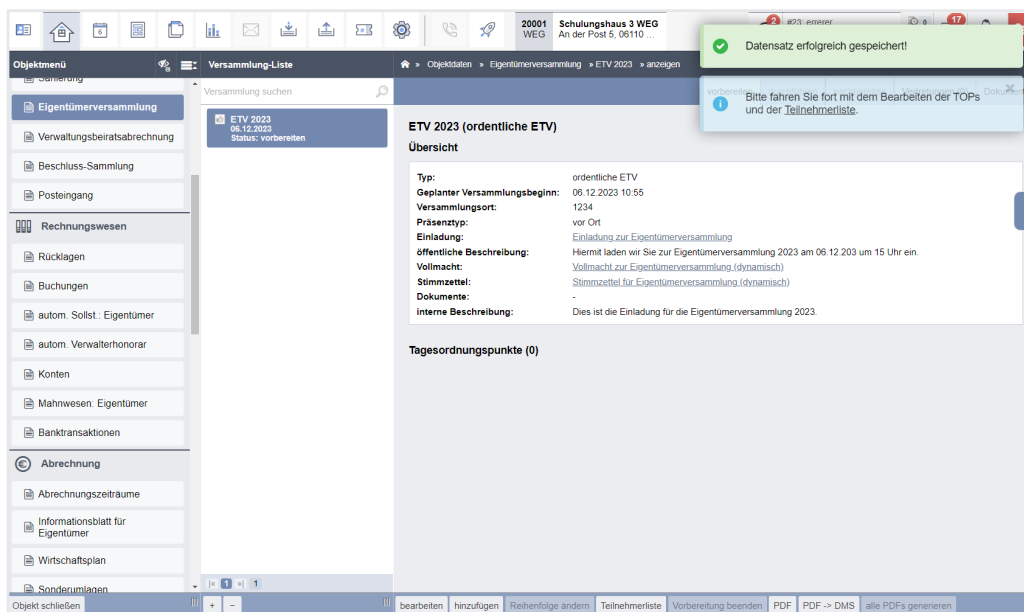 6
20001
WEG
Schulungshaus 3 WEG
An der Post 5, 06110 ...
2
#23: errerer
17
Datensatz erfolgreich gespeichert!
Bitte fahren Sie fort mit dem Bearbeiten der TOPs
und der Teilnehmerliste.
Objektmenü
Versammlung-Liste
» Objektdaten » Eigentümerversammlung » ETV 2023 » anzeigen
Sanierung
Eigentümerversammlung
Verwaltungsbeiratsabrechnung
Beschluss-Sammlung
Posteingang
Rechnungswesen
Rücklagen
Buchungen
autom. Sollst.: Eigentümer
autom. Verwalterhonorar
Konten
Mahnwesen: Eigentümer
Banktransaktionen
Abrechnung
Abrechnungszeiträume
Informationsblatt für
Eigentümer
Wirtschaftsplan
Sonderumlagen
Objekt schließen
Versammlung suchen
ETV 2023
06.12.2023
Status: vorbereiten
|« 1 »| 1
+ −
vorbereiten
ETV 2023 (ordentliche ETV)
Übersicht
Typ: ordentliche ETV
Geplanter Versammlungsbeginn: 06.12.2023 10:55
Versammlungsort: 1234
Präsenztyp: vor Ort
Einladung: Einladung zur Eigentümerversammlung
öffentliche Beschreibung: Hiermit laden wir Sie zur Eigentümerversammlung 2023 am 06.12.203 um 15 Uhr ein.
Vollmacht: Vollmacht zur Eigentümerversammlung (dynamisch)
Stimmzettel: Stimmzettel für Eigentümerversammlung (dynamisch)
Dokumente: -
interne Beschreibung: Dies ist die Einladung für die Eigentümerversammlung 2023.
Tagesordnungspunkte (0)
bearbeiten hinzufügen Reihenfolge ändern Teilnehmerliste Vorbereitung beenden PDF PDF -> DMS alle PDFs generieren